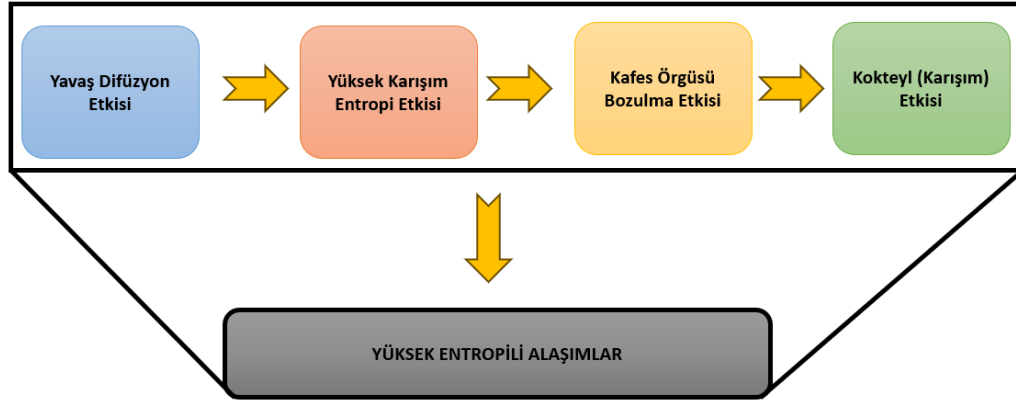 Yavaş Difüzyon
Etkisi
Yüksek Karışım
Entropi Etkisi
Kafes Örgüsü
Bozulma Etkisi
Kokteyl (Karışım)
Etkisi
YÜKSEK ENTROPİLİ ALAŞIMLAR